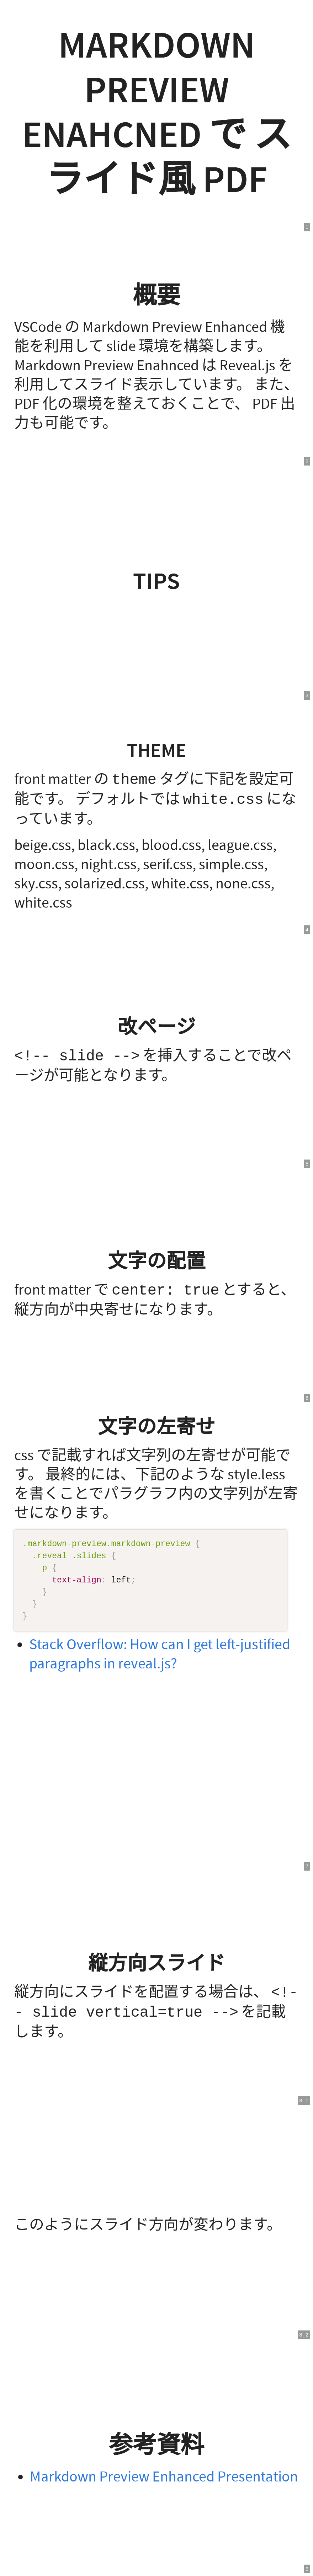 MARKDOWN
PREVIEW
ENAHCNED で ス
ライド風 PDF
1
概要
VSCode の Markdown Preview Enhanced 機
能を利用して slide 環境を構築します。
Markdown Preview Enahnced は Reveal.js を
利用してスライド表示しています。 また、
PDF 化の環境を整えておくことで、 PDF 出
力も可能です。
2
TIPS
3
THEME
front matter の theme タグに下記を設定可
能です。 デフォルトでは white.css にな
っています。
beige.css, black.css, blood.css, league.css,
moon.css, night.css, serif.css, simple.css,
sky.css, solarized.css, white.css, none.css,
white.css
4
改ページ
<!-- slide --> を挿入することで改ペ
ージが可能となります。
5
文字の配置
front matter で center: true とすると、
縦方向が中央寄せになります。
6
文字の左寄せ
css で記載すれば文字列の左寄せが可能で
す。 最終的には、下記のような style.less
を書くことでパラグラフ内の文字列が左寄
せになります。
.markdown-preview.markdown-preview {
.reveal .slides {
p {
text-align: left;
}
}
}
• Stack Overflow: How can I get left-justified
paragraphs in reveal.js?
7
縦方向スライド
縦方向にスライドを配置する場合は、 <!-
- slide vertical=true --> を記載
します。
このようにスライド方向が変わります。
参考資料
• Markdown Preview Enhanced Presentation